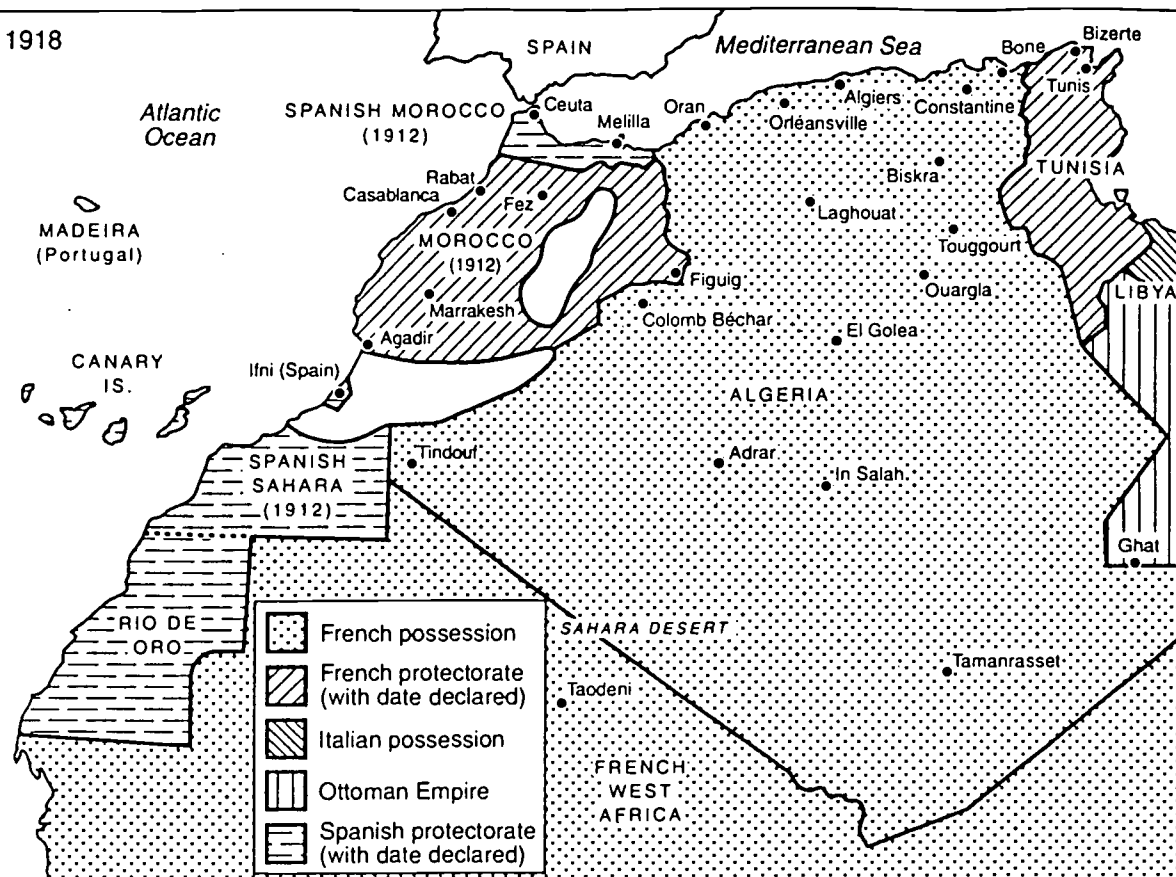 1918
SPAIN
Mediterranean Sea
Bone
Bizerte
Atlantic
Ocean
SPANISH MOROCCO
(1912)
Ceuta
Melilla
Oran
Orléansville
Algiers
Constantine
Tunis
TUNISIA
Biskra
Rabat
Casablanca
Fez
Laghouat
Touggourt
MADEIRA
(Portugal)
MOROCCO
(1912)
Figuig
Ouargla
LIBYA
Marrakesh
Colomb Béchar
Agadir
El Golea
CANARY
IS.
Ifni (Spain)
ALGERIA
Tindouf
Adrar
In Salah
SPANISH
SAHARA
(1912)
Ghat
RIO DE
ORO
SAHARA DESERT
Tamanrasset
Taodeni
FRENCH
WEST
AFRICA
French possession
French protectorate
(with date declared)
Italian possession
Ottoman Empire
Spanish protectorate
(with date declared)